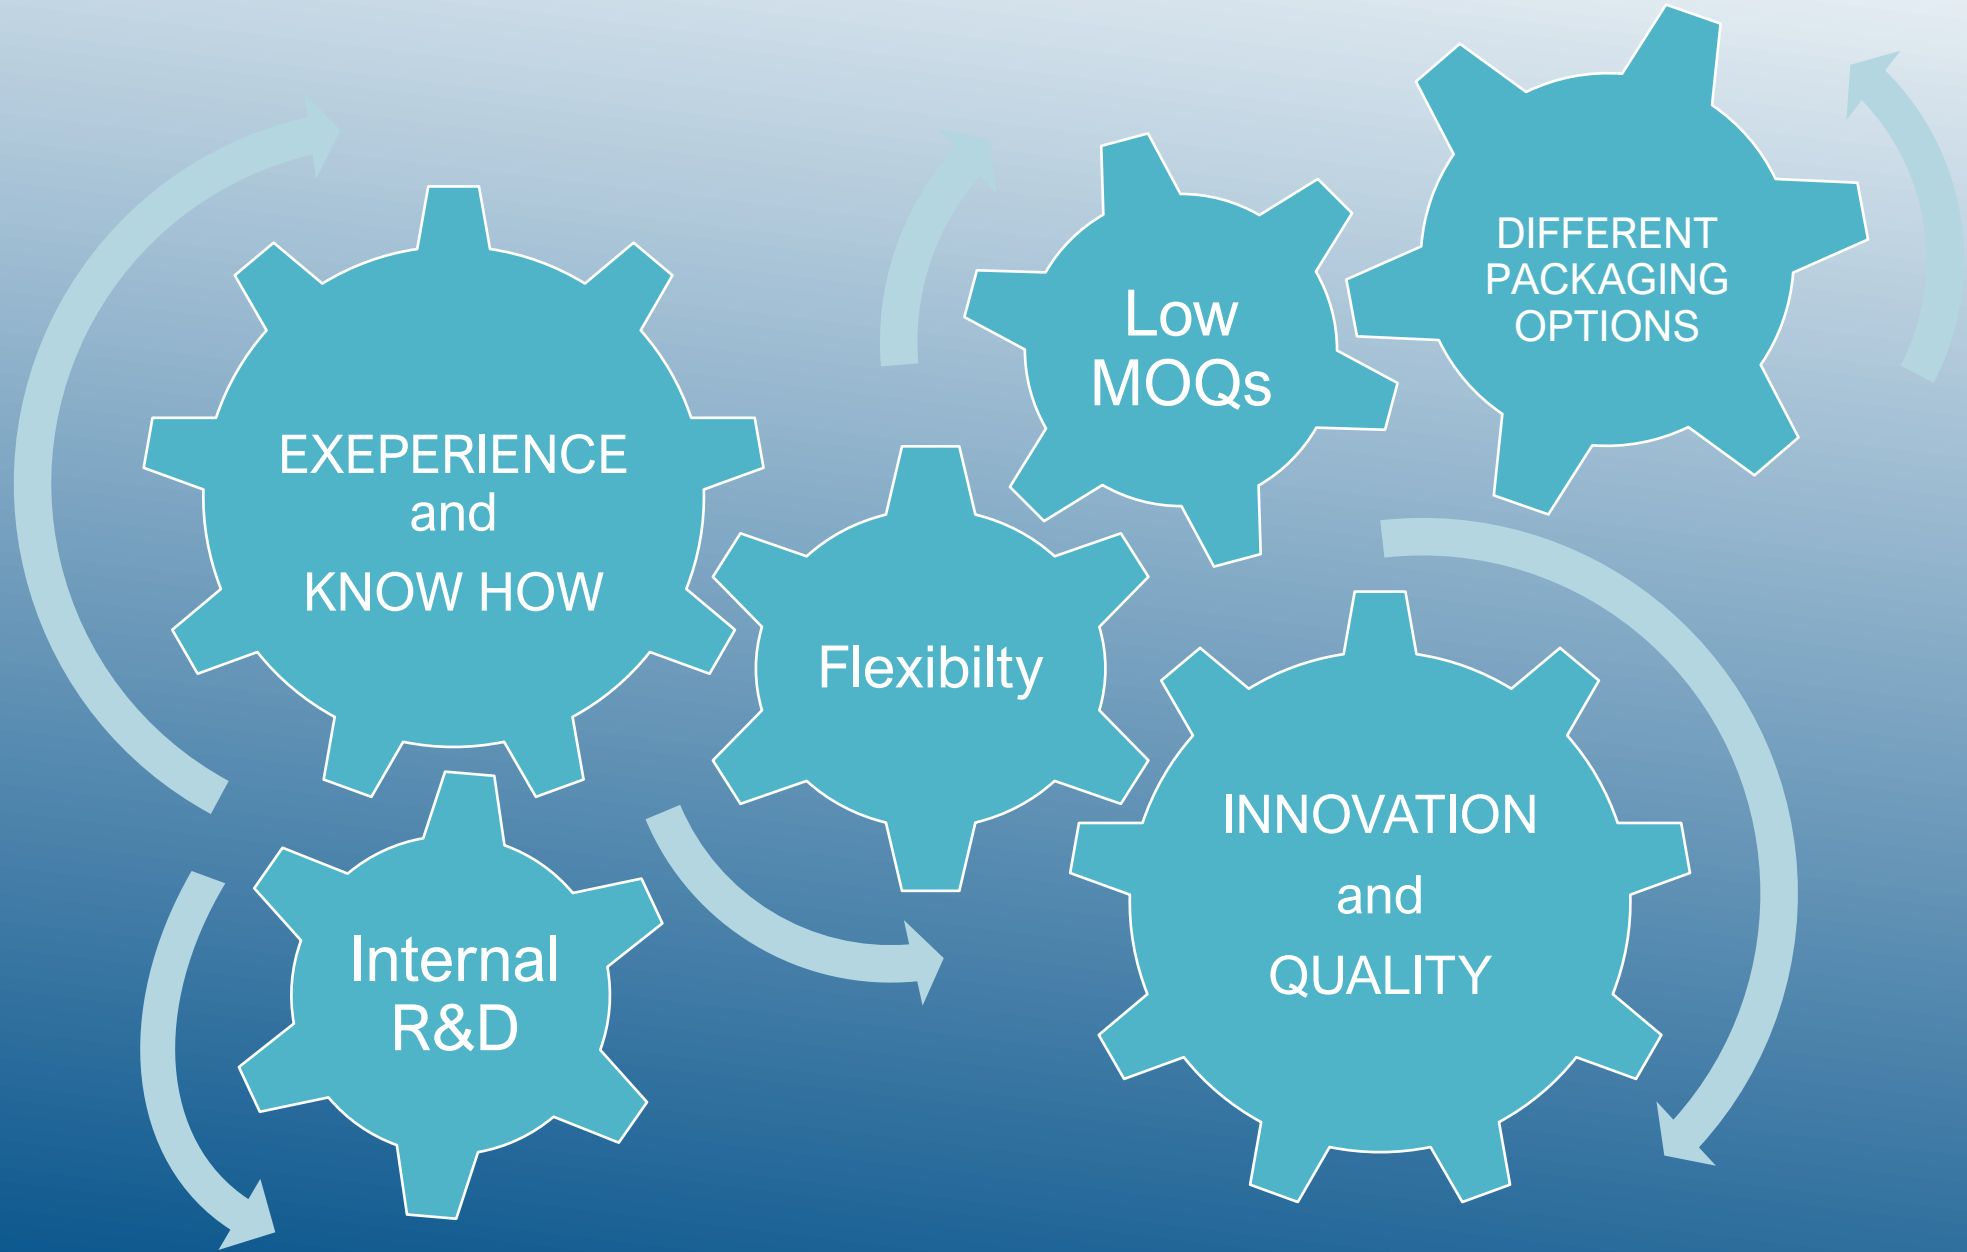 EXEPERIENCE
and
KNOW HOW
Internal
R&D
Flexibilty
Low
MOQs
DIFFERENT
PACKAGING
OPTIONS
INNOVATION
and
QUALITY